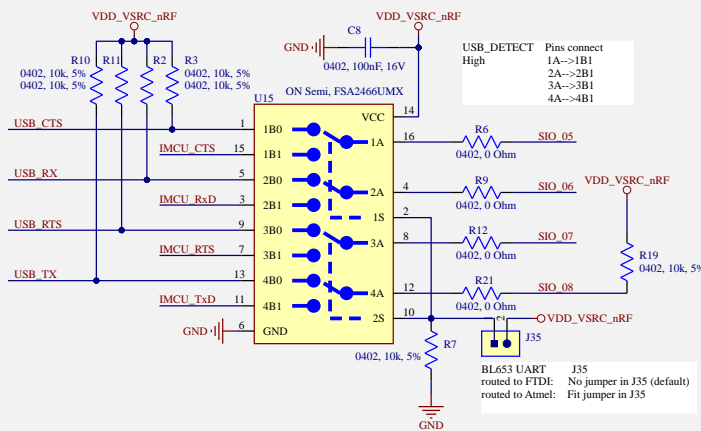 VDD_VSRC_nRF
VDD_VSRC_nRF
C8
GND
0402, 100nF, 16V
USB_DETECT Pins connect
High 1A-->1B1
2A-->2B1
3A-->3B1
4A-->4B1
R10 R11 R2 R3
0402, 10k, 5% 0402, 10k, 5%
0402, 10k, 5% 0402, 10k, 5%
U15
ON Semi, FSA2466UMX
14
VCC
USB_CTS 1 1B0
16 1A R6 SIO_05
0402, 0 Ohm
IMCU_CTS 15 1B1
USB_RX 5 2B0
4 2A R9 SIO_06
0402, 0 Ohm
VDD_VSRC_nRF
IMCU_RxD 3 2B1
2 1S
USB_RTS 9 3B0
8 3A R12 SIO_07
0402, 0 Ohm
R19
0402, 10k, 5%
IMCU_RTS 7 3B1
USB_TX 13 4B0
12 4A R21 SIO_08
0402, 0 Ohm
IMCU_TxD 11 4B1
10 2S
1 2 VDD_VSRC_nRF
GND 6 GND
J35
R7
0402, 10k, 5%
GND
BL653 UART J35
routed to FTDI: No jumper in J35 (default)
routed to Atmel: Fit jumper in J35